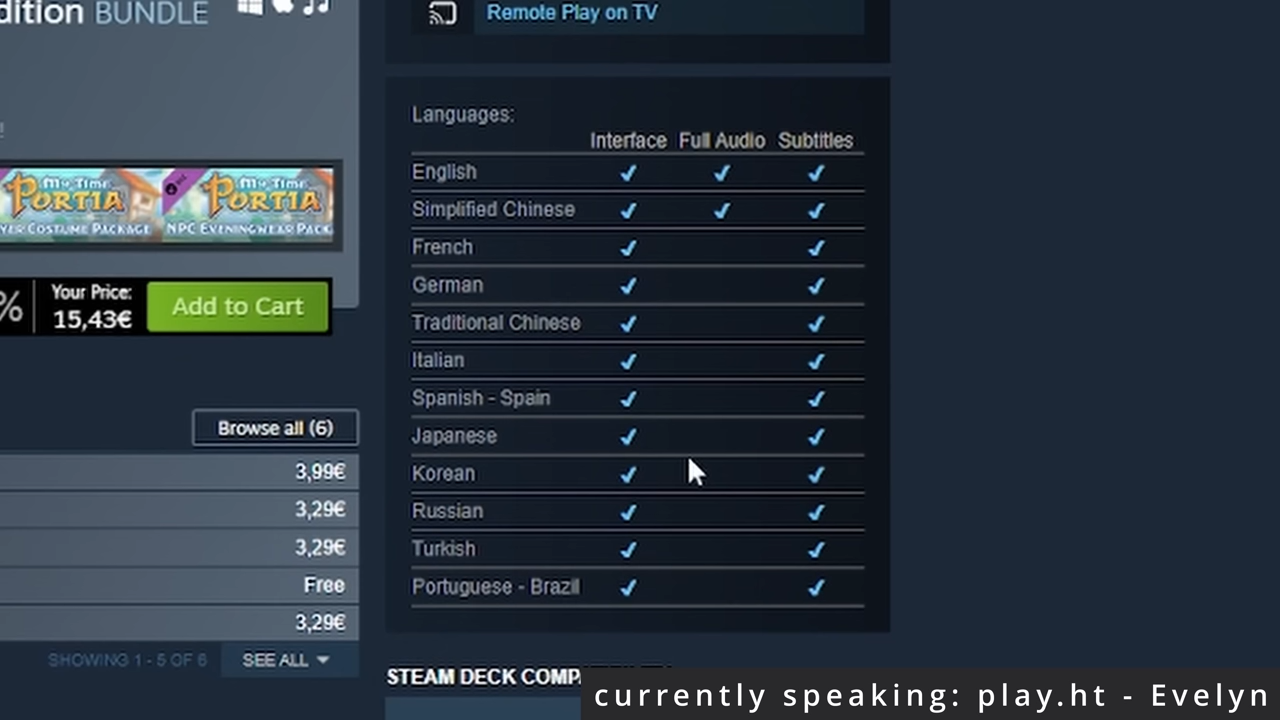 dition BUNDLE
Remote Play on TV
!
My Time
PORTIA
YER COSTUME PACKAGE
My Time
PORTIA
NPC EVENINGWEAR PACK
% Your Price:
15,43€
Add to Cart
Browse all (6)
3,99€
3,29€
3,29€
Free
3,29€
SHOWING 1 - 5 OF 6 SEE ALL
Languages:
Interface Full Audio Subtitles
English ✔ ✔ ✔
Simplified Chinese ✔ ✔ ✔
French ✔ ✔
German ✔ ✔
Traditional Chinese ✔ ✔
Italian ✔ ✔
Spanish - Spain ✔ ✔
Japanese ✔ ✔
Korean ✔ ✔
Russian ✔ ✔
Turkish ✔ ✔
Portuguese - Brazil ✔ ✔
STEAM DECK COMP
currently speaking: play.ht - Evelyn